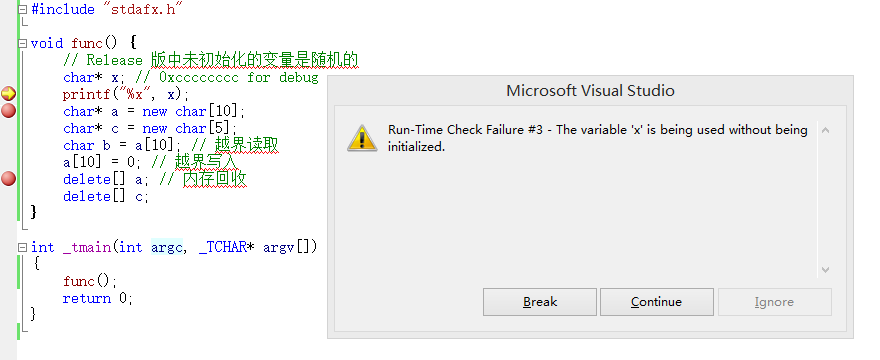 #include "stdafx.h"
void func() {
// Release 版中未初始化的变量是随机的
char* x; // 0xcccccccc for debug
printf("%x", x);
char* a = new char[10];
char* c = new char[5];
char b = a[10]; // 越界读取
a[10] = 0; // 越界写入
delete[] a; // 内存回收
delete[] c;
}
int _tmain(int argc, _TCHAR* argv[])
{
func();
return 0;
}
Microsoft Visual Studio
Run-Time Check Failure #3 - The variable 'x' is being used without being
initialized.
Break Continue Ignore